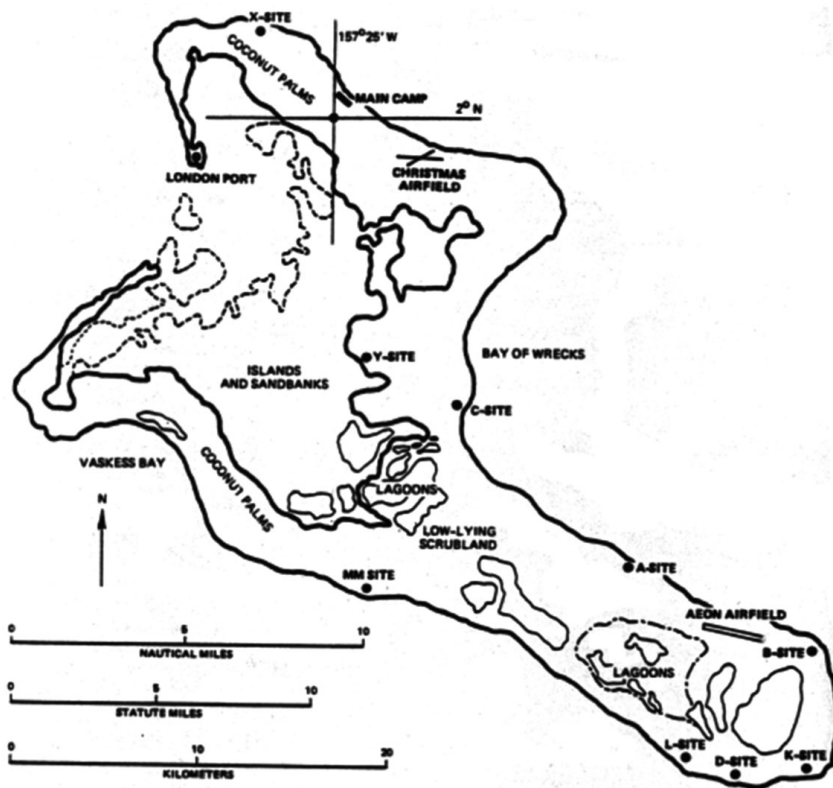 X-SITE
157°25' W
COCONUT PALMS
MAIN CAMP
2° N
LONDON PORT
CHRISTMAS
AIRFIELD
Y-SITE
BAY OF WRECKS
ISLANDS
AND SANDBANKS
C-SITE
VASKESS BAY
COCONUT PALMS
LAGOONS
N
LOW-LYING
SCRUBLAND
MM SITE
A-SITE
AEON AIRFIELD
B-SITE
0 5 10
NAUTICAL MILES
LAGOONS
0 5 10
STATUTE MILES
L-SITE
D-SITE
K-SITE
0 10 20
KILOMETERS